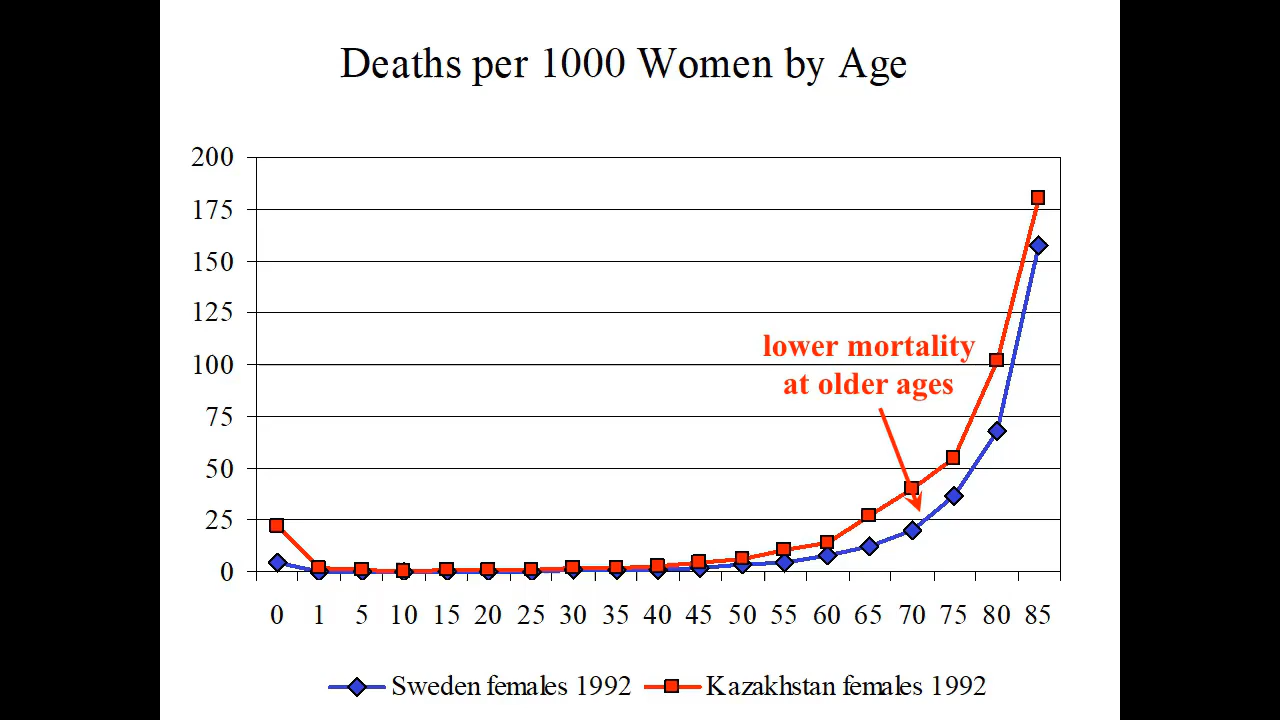 Deaths per 1000 Women by Age
200
175
150
125
100
75
50
25
0
lower mortality
at older ages
0 1 5 10 15 20 25 30 35 40 45 50 55 60 65 70 75 80 85
Sweden females 1992 Kazakhstan females 1992